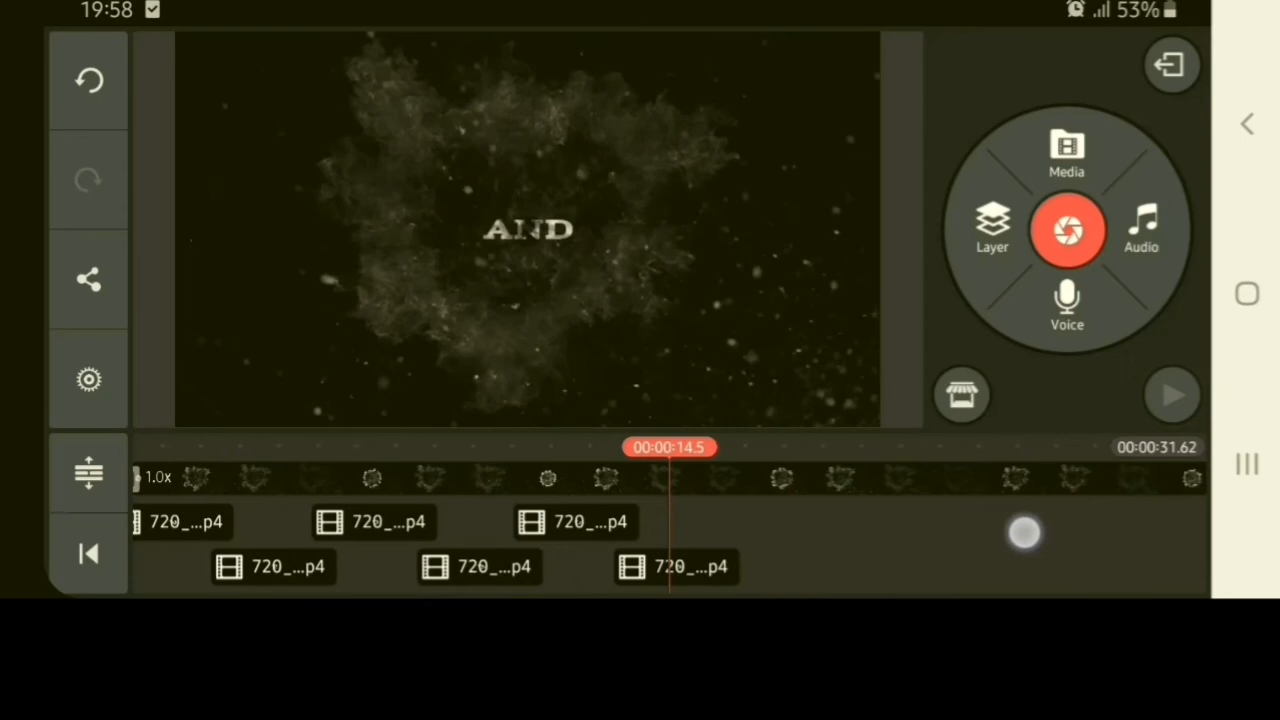 19:58
53%
Media
Layer
Audio
Voice
AND
00:00:14.5
00:00:31.62
1.0x
720_...p4
720_...p4
720_...p4
720_...p4
720_...p4
720_...p4